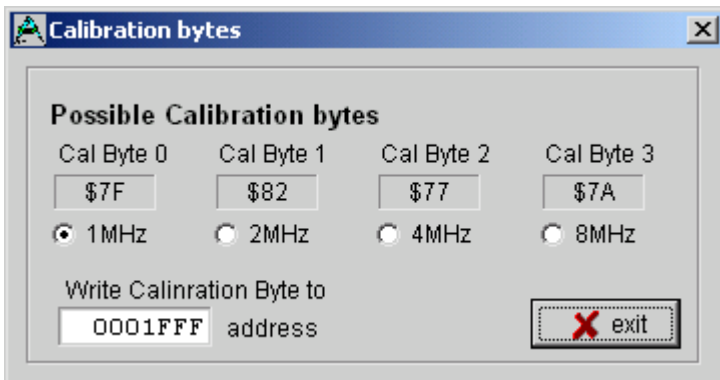 Calibration bytes
Possible Calibration bytes
Cal Byte 0 Cal Byte 1 Cal Byte 2 Cal Byte 3
$7F $82 $77 $7A
1MHz 2MHz 4MHz 8MHz
Write Calinration Byte to
0001FFF address
exit